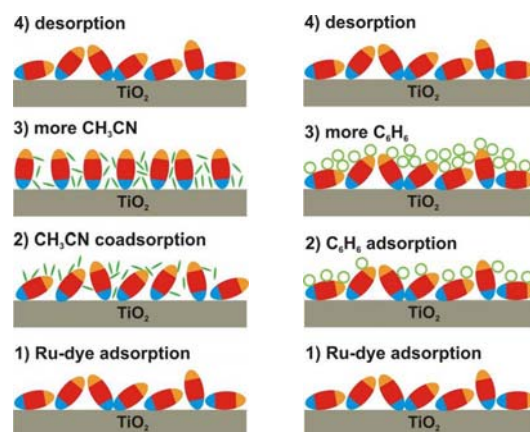 4) desorption
TiO₂
3) more CH₃CN
TiO₂
2) CH₃CN coadsorption
TiO₂
1) Ru-dye adsorption
TiO₂
4) desorption
TiO₂
3) more C₆H₆
TiO₂
2) C₆H₆ adsorption
TiO₂
1) Ru-dye adsorption
TiO₂